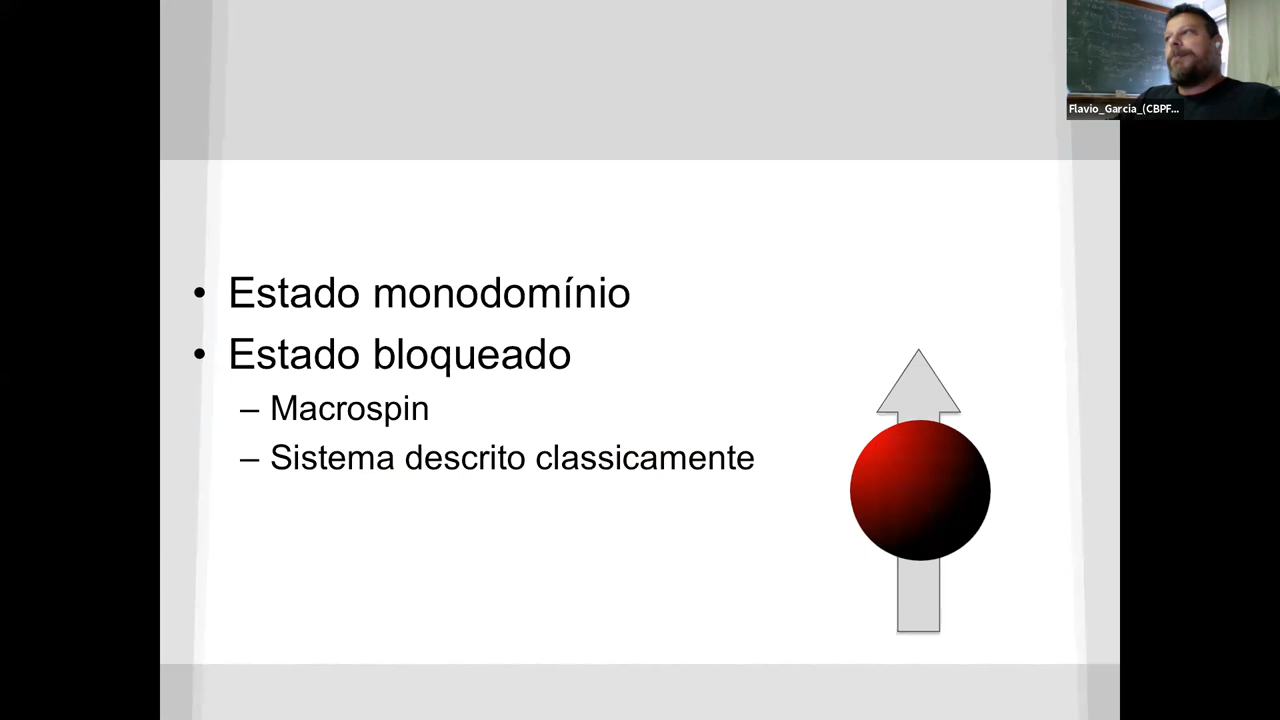 Flavio_Garcia_(CBPF...
• Estado monodomínio
• Estado bloqueado
– Macrospin
– Sistema descrito classicamente